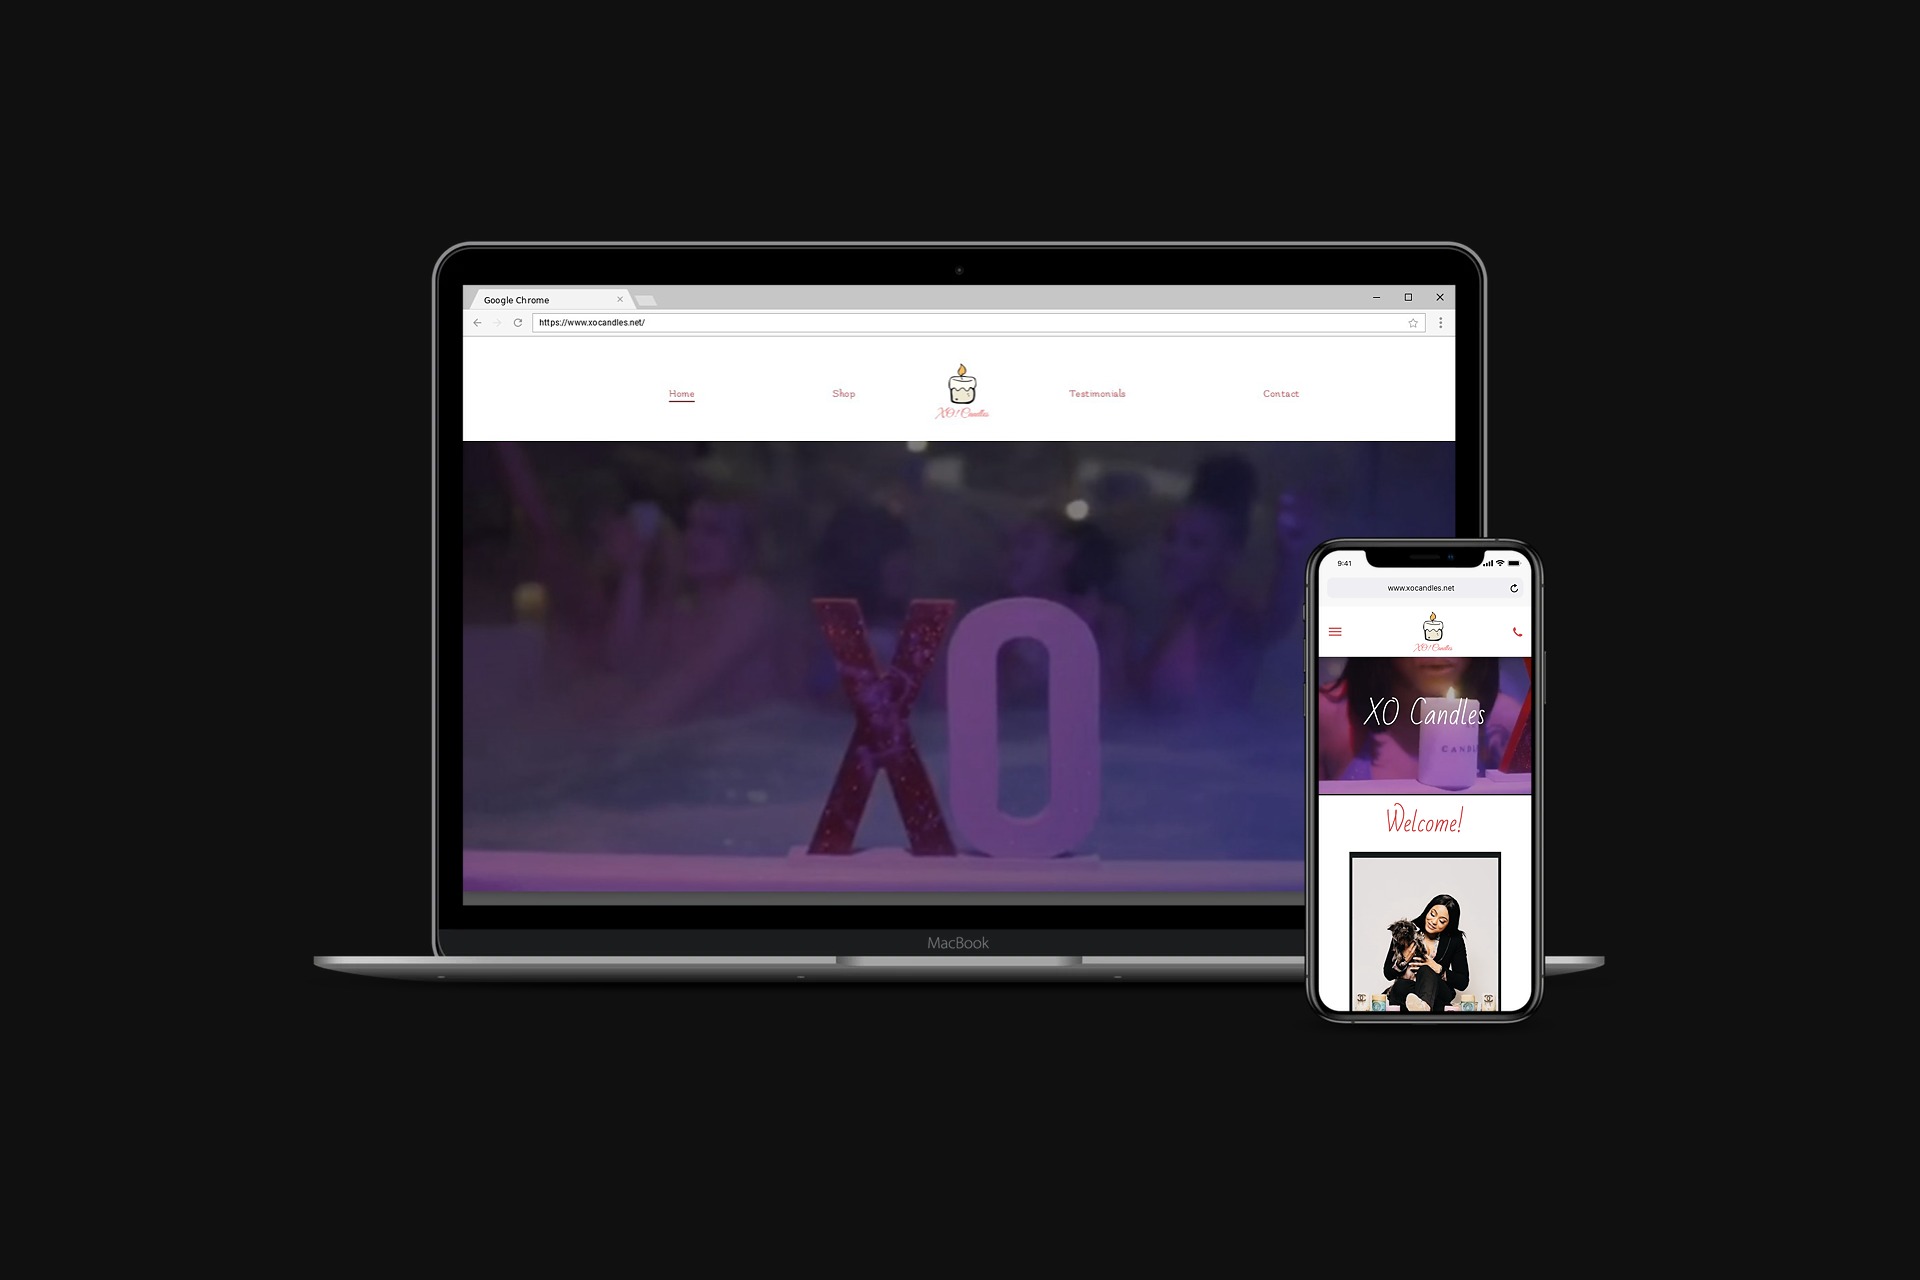 Google Chrome
https://www.xocandles.net/
Home
Shop
XO! Candles
Testimonials
Contact
XO
MacBook
9:41
www.xocandles.net
XO! Candles
XO Candles
CANDL
Welcome!